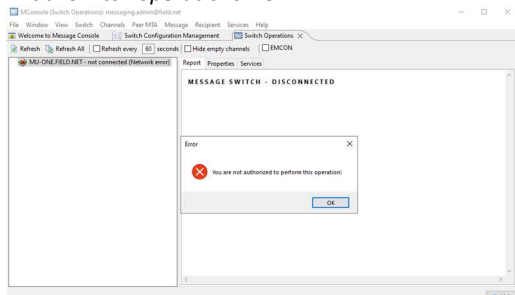 MConsole (Switch Operations): messaging.admin@field.net
File Window View Switch Channels Peer MTA Message Recipient Services Help
Welcome to Message Console Switch Configuration Management Switch Operations
Refresh Refresh All Refresh every 60 seconds Hide empty channels EMCON
MU-ONE.FIELD.NET - not connected (Network error)
Report Properties Services
MESSAGE SWITCH - DISCONNECTED
Error
You are not authorized to perform this operation!
OK